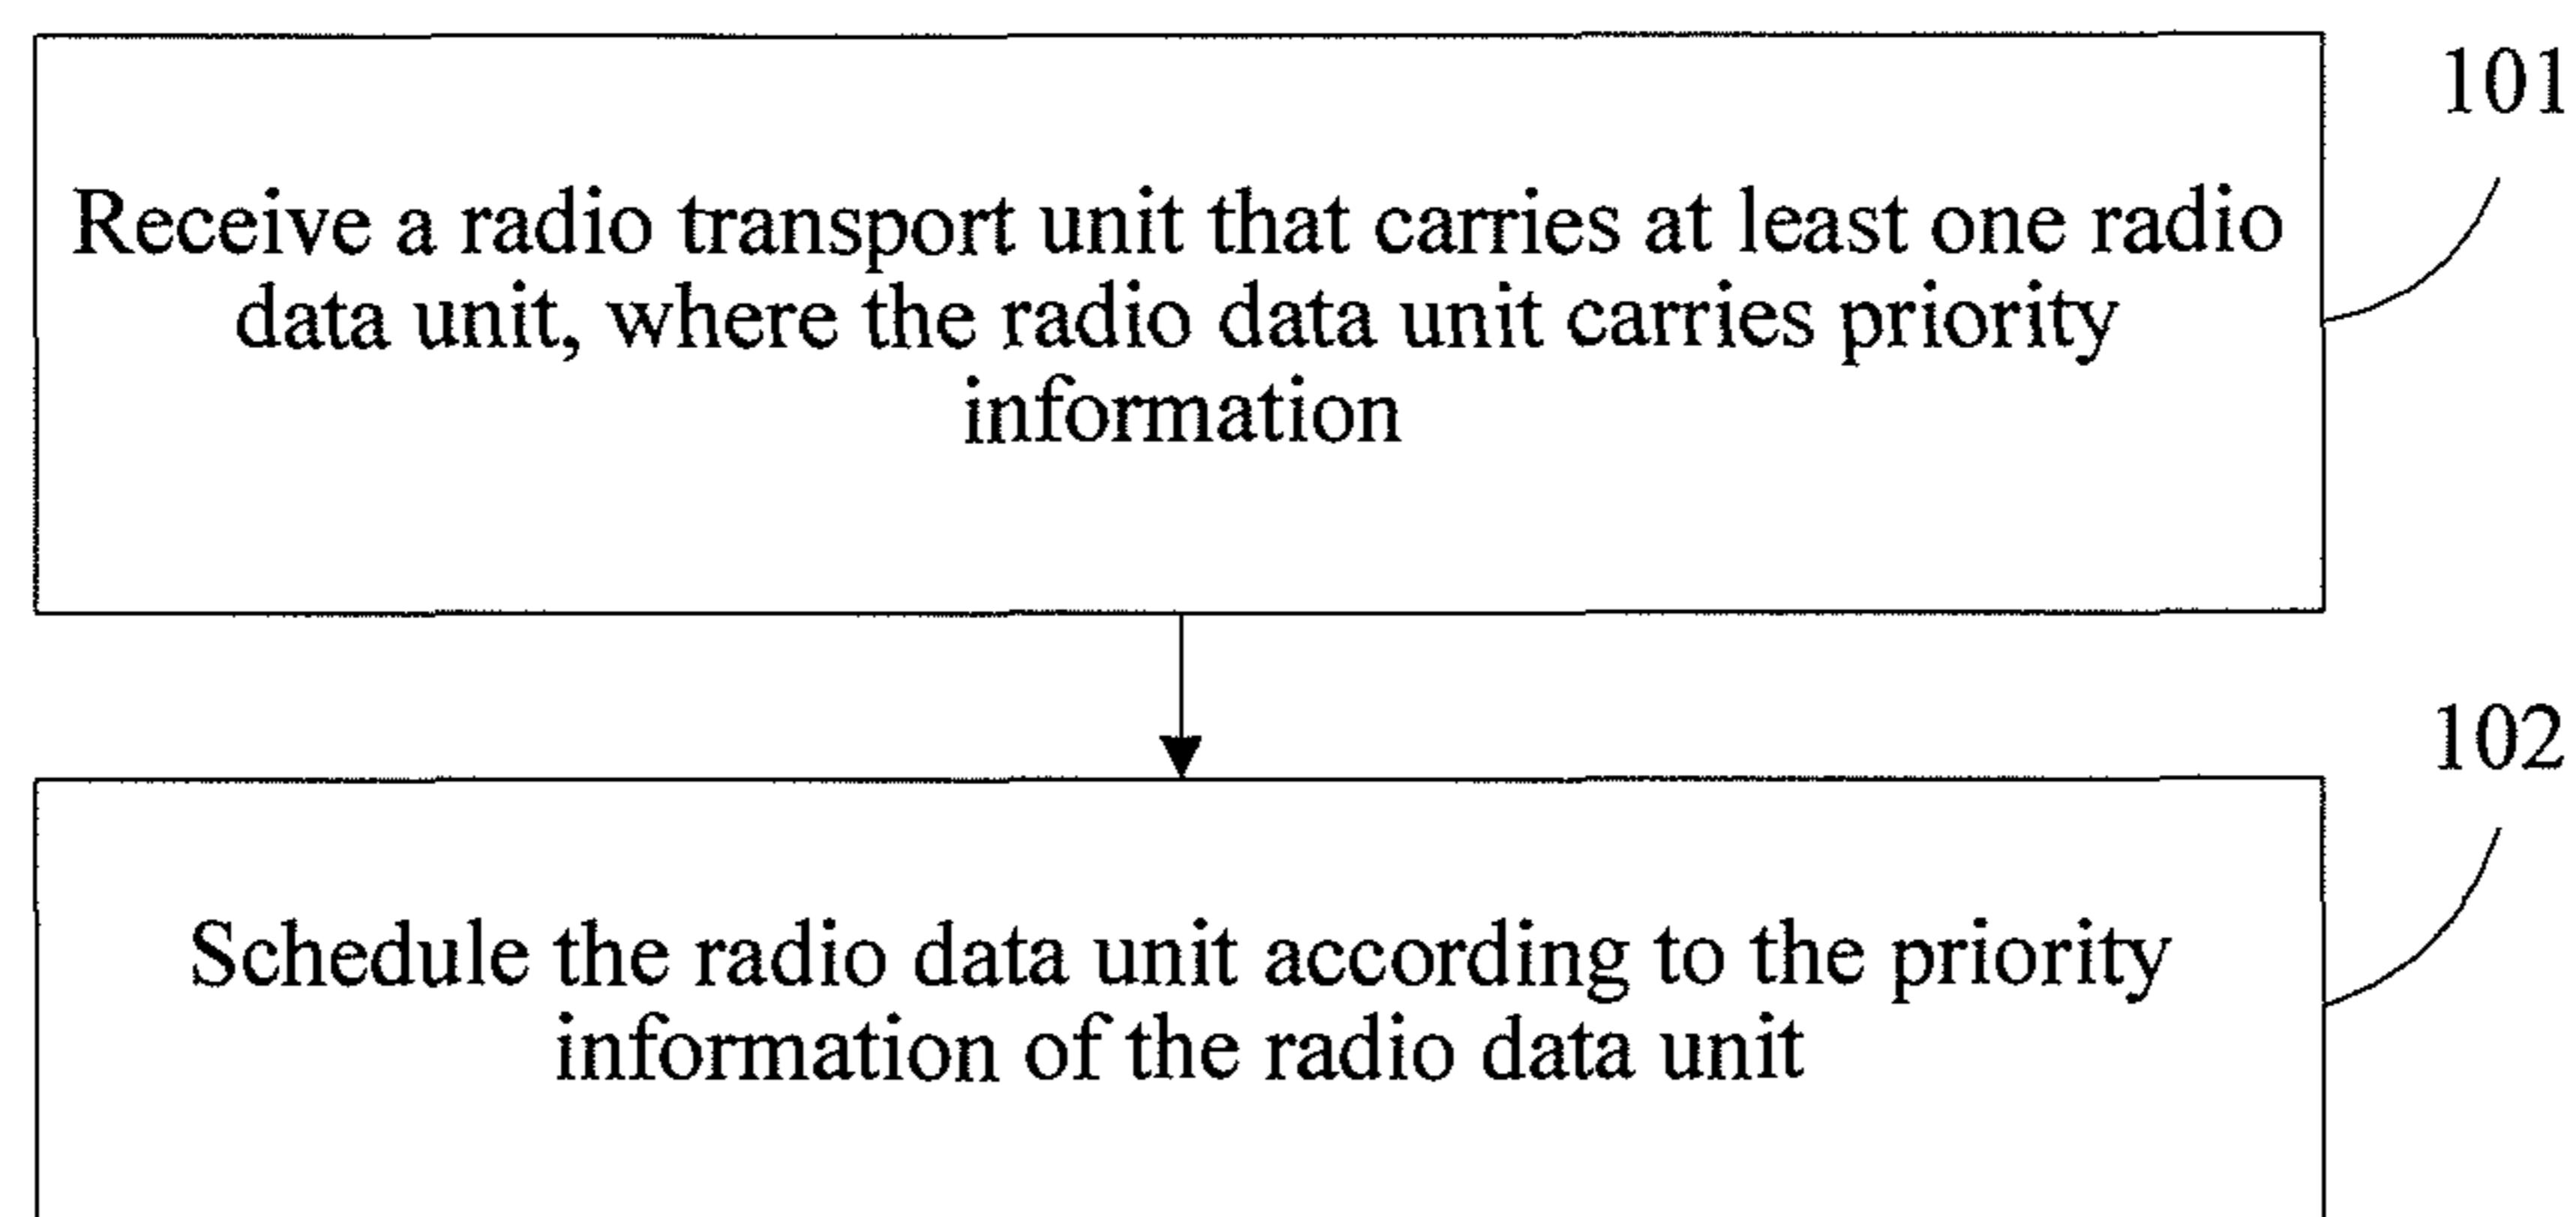 101
Receive a radio transport unit that carries at least one radio
data unit, where the radio data unit carries priority
information
102
Schedule the radio data unit according to the priority
information of the radio data unit